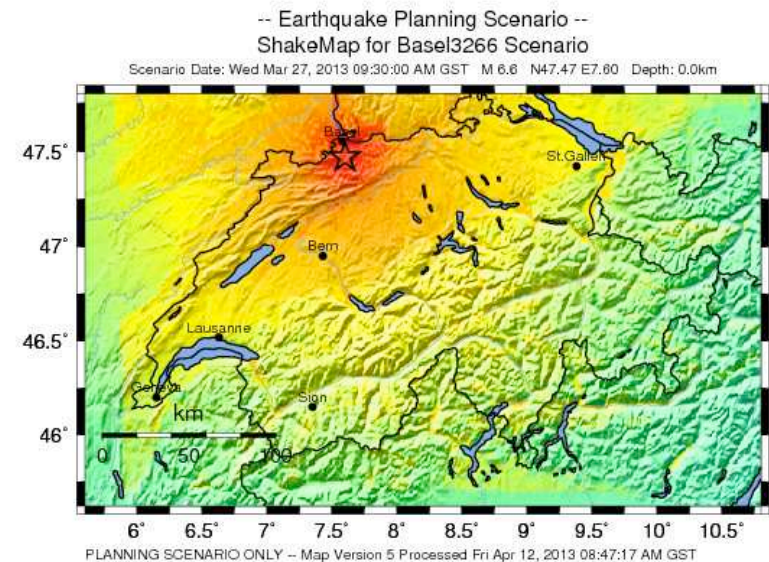 -- Earthquake Planning Scenario --
ShakeMap for Basel3266 Scenario
Scenario Date: Wed Mar 27, 2013 09:30:00 AM GST M 6.6 N47.47 E7.60 Depth: 0.0km
Basel
47.5°
St.Gallen
47°
Bern
46.5°
Lausanne
Geneva
Sion
km
46°
0 50 100
6° 6.5° 7° 7.5° 8° 8.5° 9° 9.5° 10° 10.5°
PLANNING SCENARIO ONLY -- Map Version 5 Processed Fri Apr 12, 2013 08:47:17 AM GST